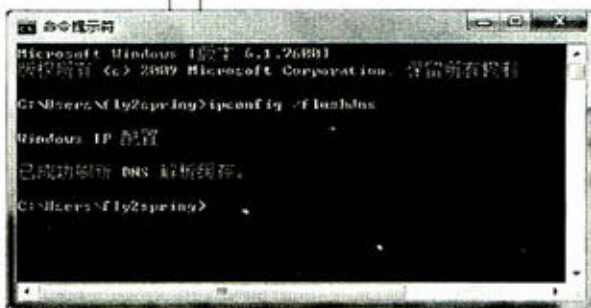 命令提示符
Microsoft Windows [版本 6.1.7600]
版权所有 (c) 2009 Microsoft Corporation。保留所有权利
C:\Users\fly2spring>ipconfig /flushdns
Windows IP 配置
已成功刷新 DNS 解析缓存。
C:\Users\fly2spring>